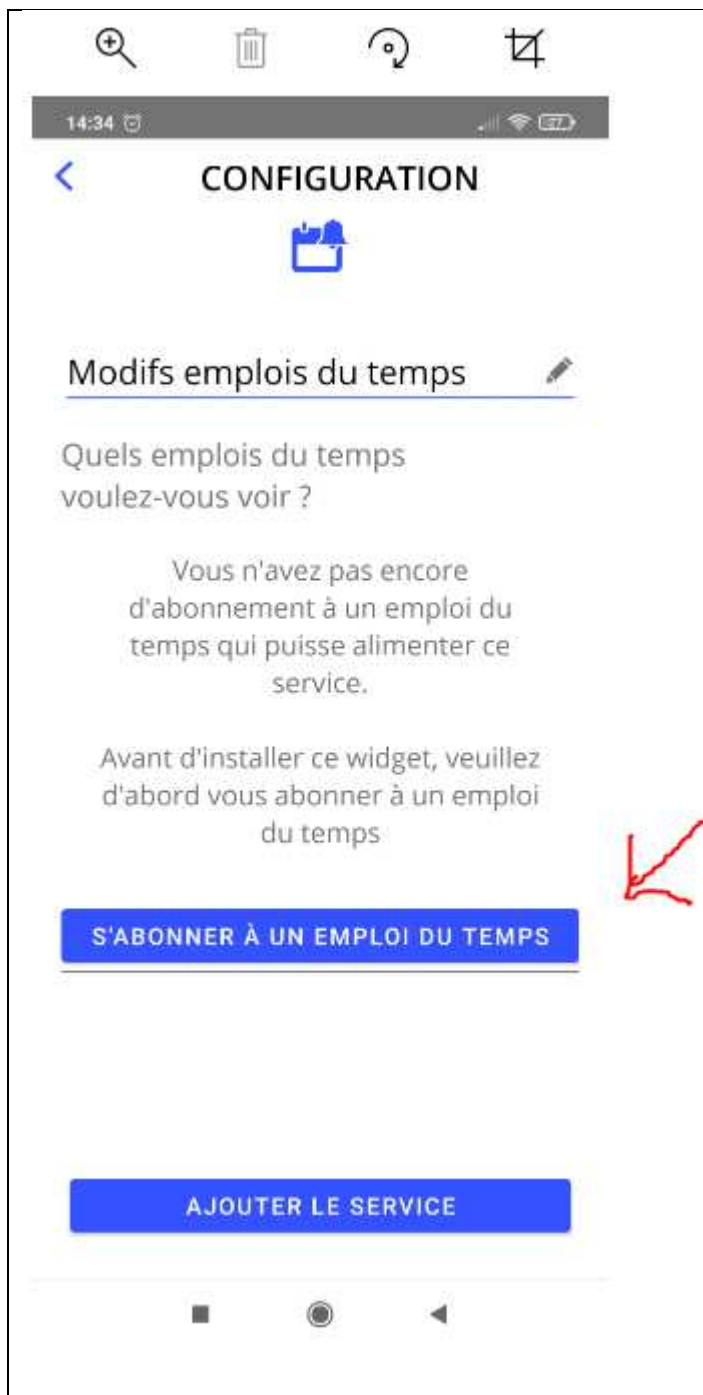 14:34
27
CONFIGURATION
Modifs emplois du temps
Quels emplois du temps
voulez-vous voir ?
Vous n'avez pas encore
d'abonnement à un emploi du
temps qui puisse alimenter ce
service.
Avant d'installer ce widget, veuillez
d'abord vous abonner à un emploi
du temps
S'ABONNER À UN EMPLOI DU TEMPS
AJOUTER LE SERVICE